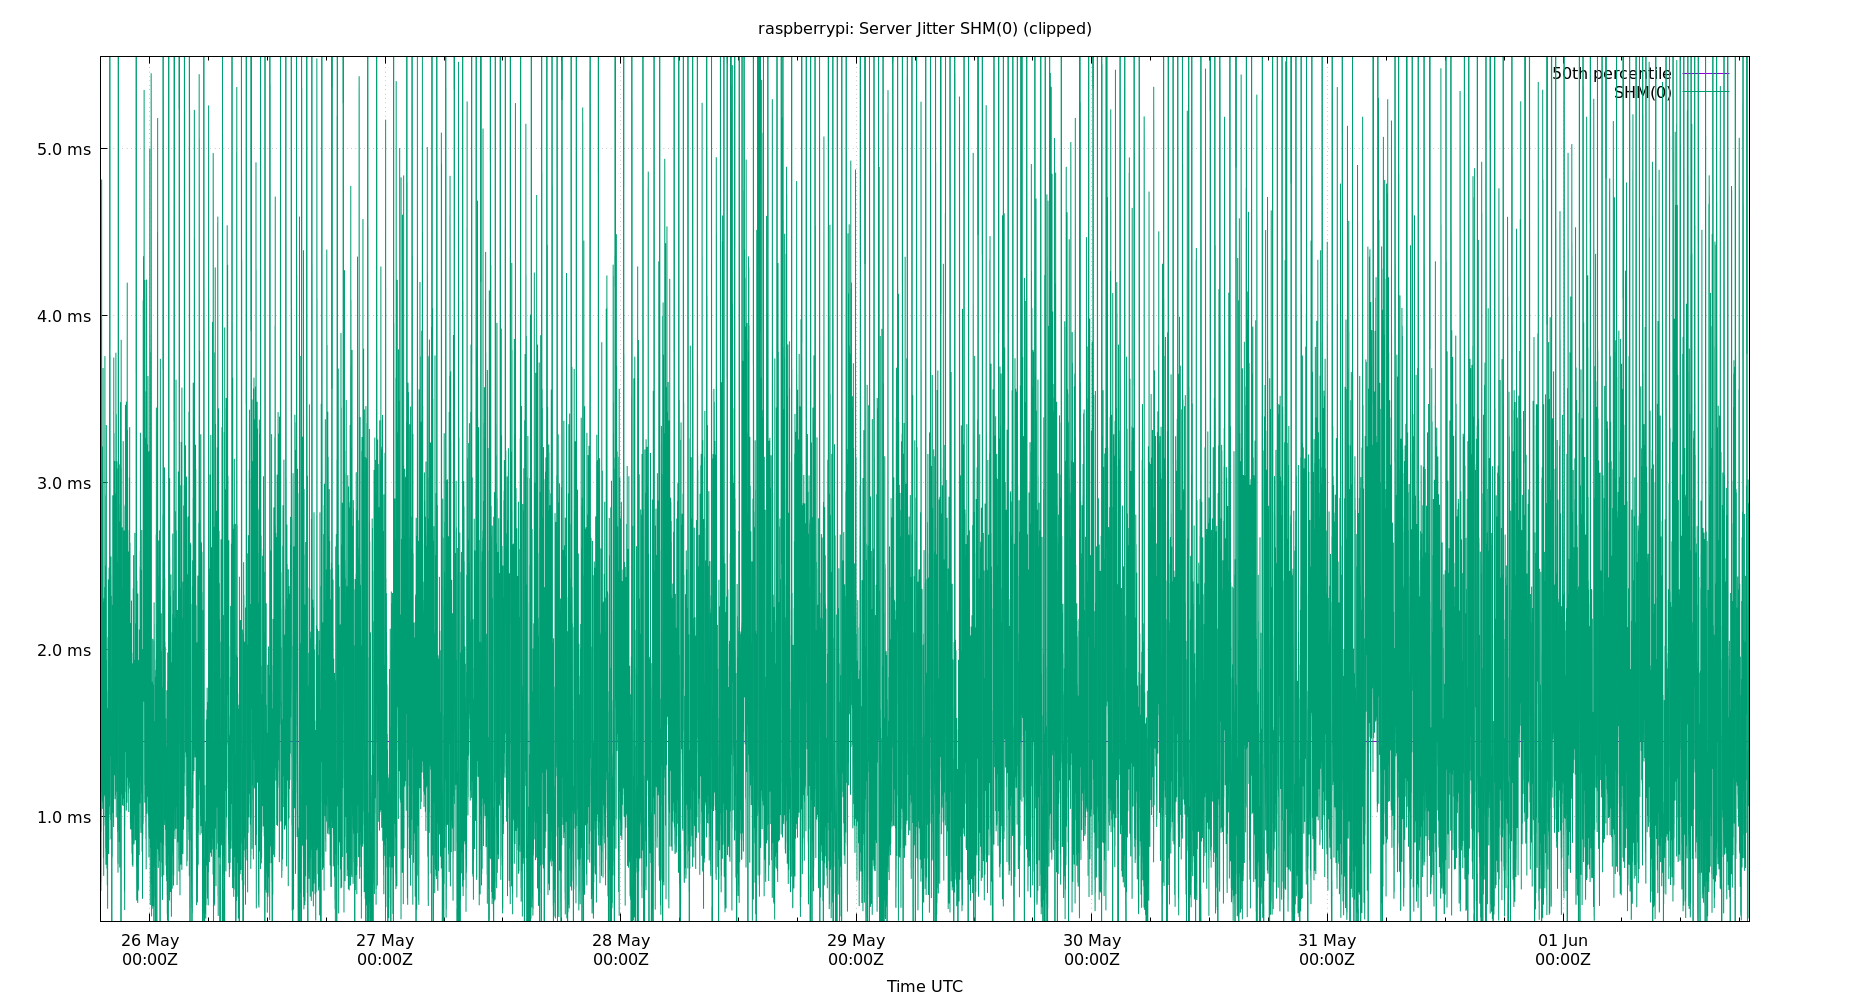 raspberrypi: Server Jitter SHM(0) (clipped)
50th percentile
SHM(0)
5.0 ms
4.0 ms
3.0 ms
2.0 ms
1.0 ms
26 May 27 May 28 May 29 May 30 May 31 May 01 Jun
00:00Z 00:00Z 00:00Z 00:00Z 00:00Z 00:00Z 00:00Z
Time UTC